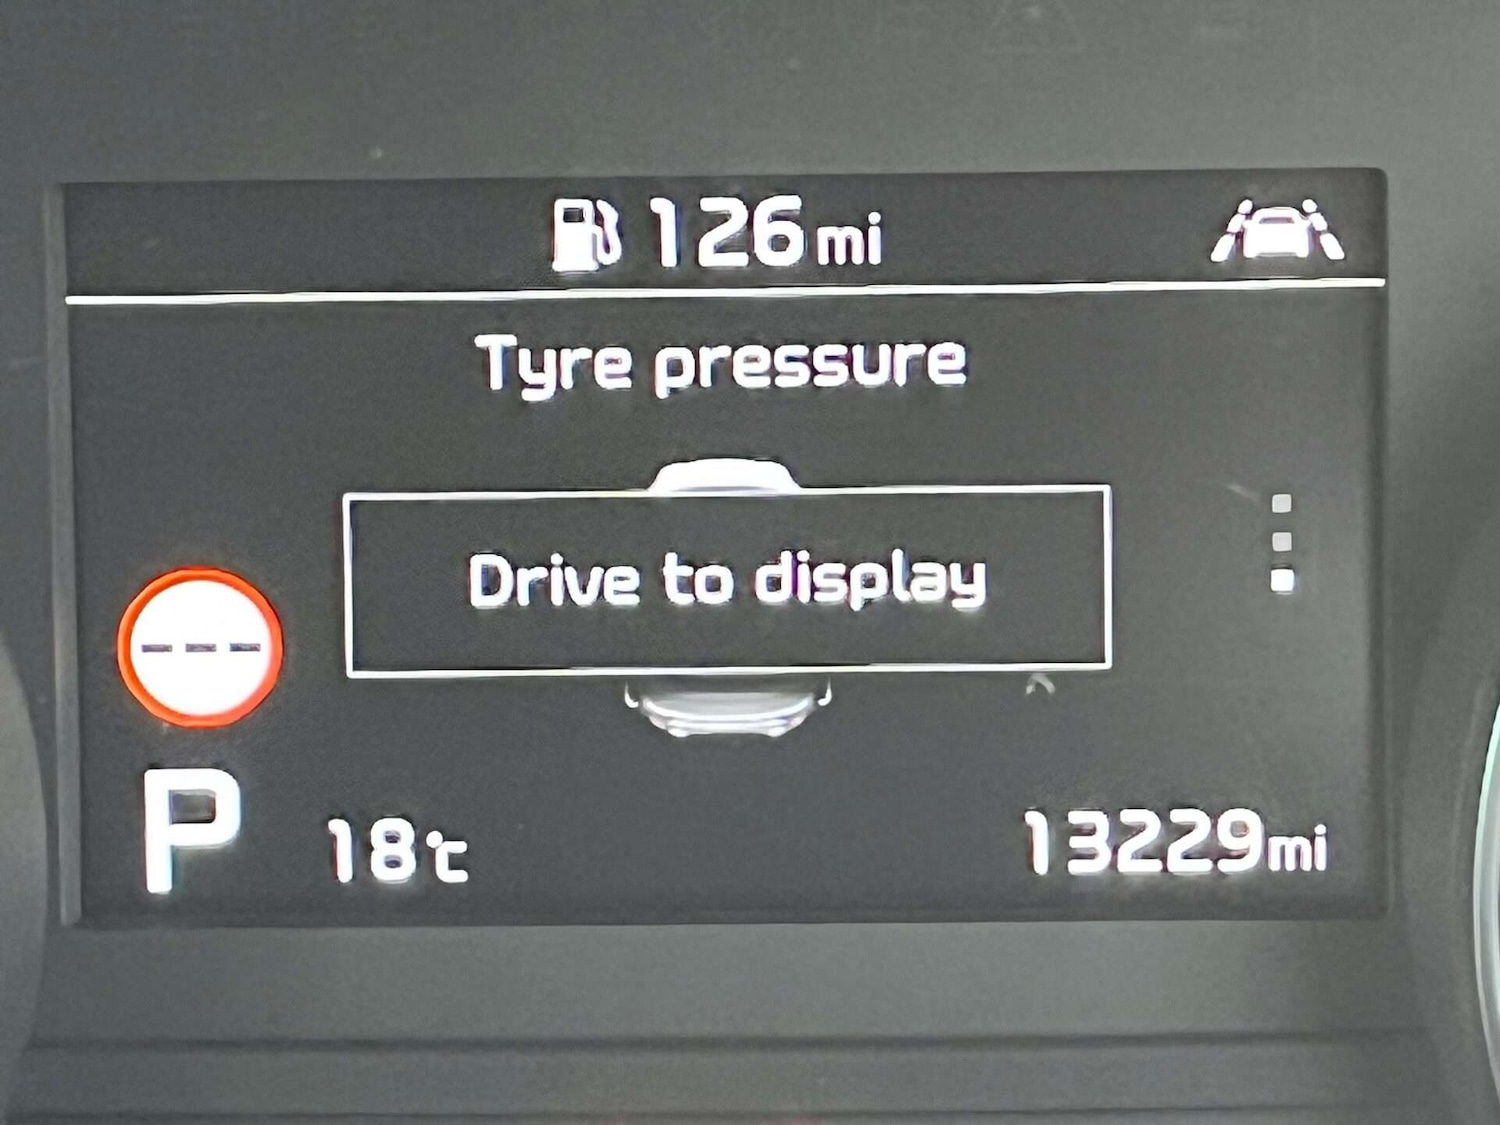 126mi
Tyre pressure
Drive to display
---
P
18℃
13229mi